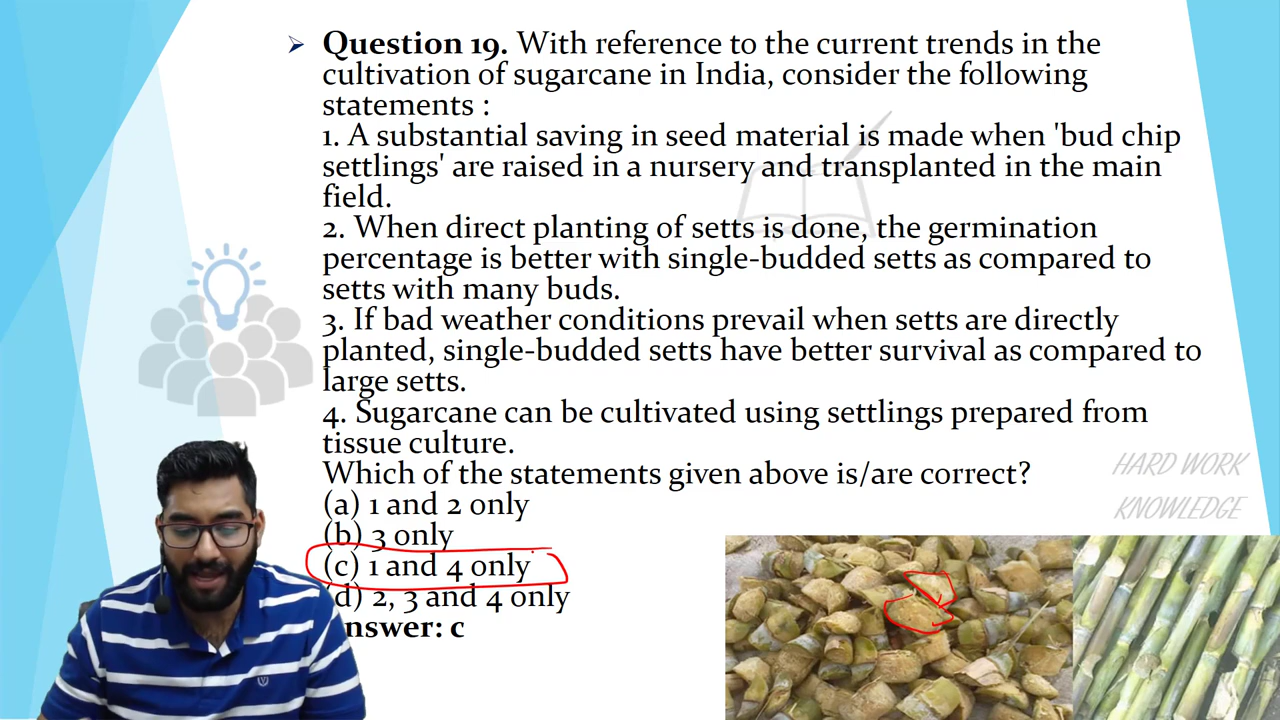 ➢ Question 19. With reference to the current trends in the
cultivation of sugarcane in India, consider the following
statements :
1. A substantial saving in seed material is made when 'bud chip
settlings' are raised in a nursery and transplanted in the main
field.
2. When direct planting of setts is done, the germination
percentage is better with single-budded setts as compared to
setts with many buds.
3. If bad weather conditions prevail when setts are directly
planted, single-budded setts have better survival as compared to
large setts.
4. Sugarcane can be cultivated using settlings prepared from
tissue culture.
Which of the statements given above is/are correct?
(a) 1 and 2 only
(b) 3 only
(c) 1 and 4 only
(d) 2, 3 and 4 only
nswer: c
HARD WORK
KNOWLEDGE